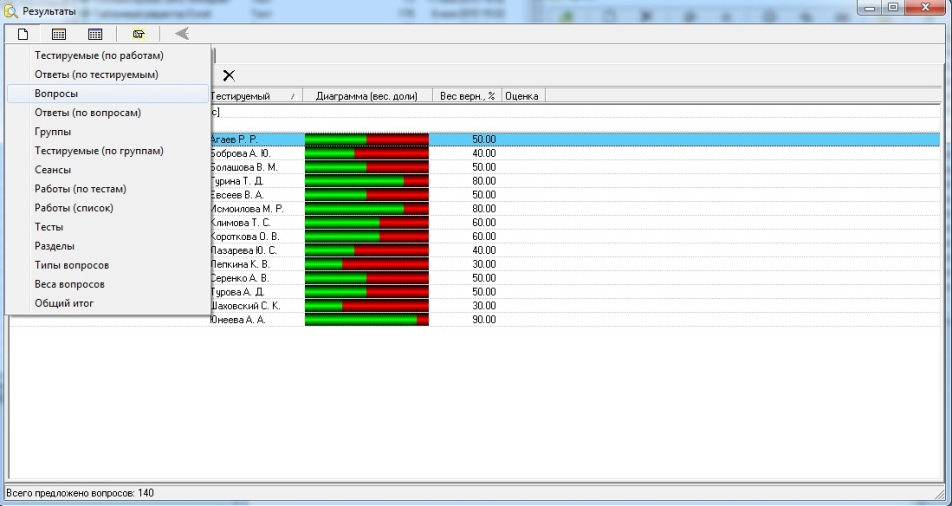 Результаты
Тестируемые (по работам)
Ответы (по тестируемым)
Вопросы
Ответы (по вопросам)
Группы
Тестируемые (по группам)
Сеансы
Работы (по тестам)
Работы (список)
Тесты
Разделы
Типы вопросов
Веса вопросов
Общий итог
Тестируемый / Диаграмма (вес. доли) Вес верн., % Оценка
с]
Агаев Р. Р. 50.00
Боброва А. Ю. 40.00
Болашова В. М. 50.00
Гурина Т. Д. 80.00
Евсеев В. А. 50.00
Исмоилова М. Р. 80.00
Климова Т. С. 60.00
Короткова О. В. 60.00
Лазарева Ю. С. 40.00
Лепкина К. В. 30.00
Серенко А. В. 50.00
Турова А. Д. 50.00
Шаховский С. К. 30.00
Юнеева А. А. 90.00
Всего предложено вопросов: 140